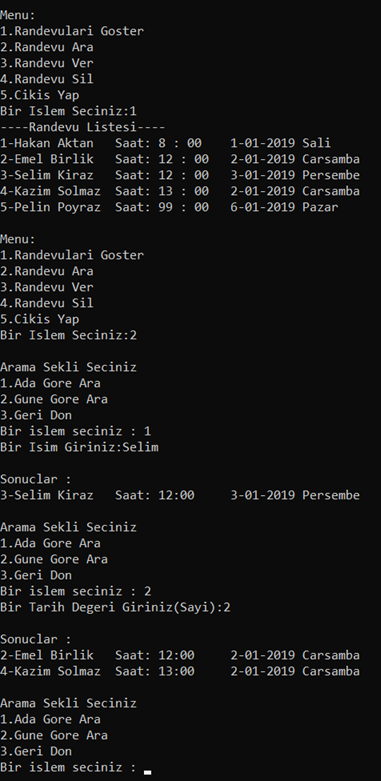 Menu:
1.Randevulari Goster
2.Randevu Ara
3.Randevu Ver
4.Randevu Sil
5.Cikis Yap
Bir Islem Seciniz:1
----Randevu Listesi----
1-Hakan Aktan   Saat: 8 : 00    1-01-2019 Sali
2-Emel Birlik   Saat: 12 : 00   2-01-2019 Carsamba
3-Selim Kiraz   Saat: 12 : 00   3-01-2019 Persembe
4-Kazim Solmaz  Saat: 13 : 00   2-01-2019 Carsamba
5-Pelin Poyraz  Saat: 99 : 00   6-01-2019 Pazar
Menu:
1.Randevulari Goster
2.Randevu Ara
3.Randevu Ver
4.Randevu Sil
5.Cikis Yap
Bir Islem Seciniz:2
Arama Sekli Seciniz
1.Ada Gore Ara
2.Gune Gore Ara
3.Geri Don
Bir islem seciniz : 1
Bir Isim Giriniz:Selim
Sonuclar :
3-Selim Kiraz   Saat: 12:00     3-01-2019 Persembe
Arama Sekli Seciniz
1.Ada Gore Ara
2.Gune Gore Ara
3.Geri Don
Bir islem seciniz : 2
Bir Tarih Degeri Giriniz(Sayi):2
Sonuclar :
2-Emel Birlik   Saat: 12:00     2-01-2019 Carsamba
4-Kazim Solmaz  Saat: 13:00     2-01-2019 Carsamba
Arama Sekli Seciniz
1.Ada Gore Ara
2.Gune Gore Ara
3.Geri Don
Bir islem seciniz :